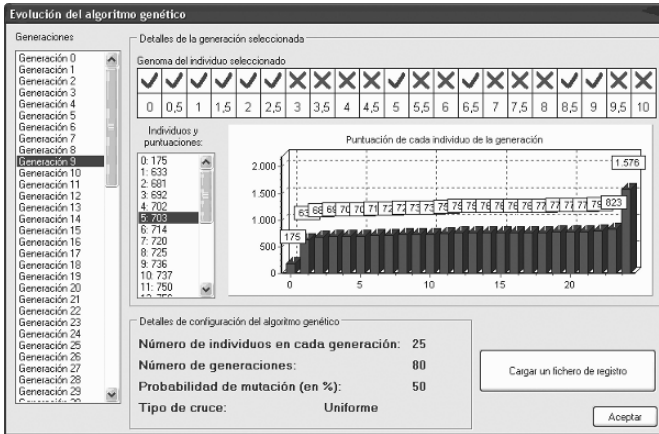 Evolución del algoritmo genético
Generaciones
Generación 0
Generación 1
Generación 2
Generación 3
Generación 4
Generación 5
Generación 6
Generación 7
Generación 8
Generación 9
Generación 10
Generación 11
Generación 12
Generación 13
Generación 14
Generación 15
Generación 16
Generación 17
Generación 18
Generación 19
Generación 20
Generación 21
Generación 22
Generación 23
Generación 24
Generación 25
Generación 26
Generación 27
Generación 28
Generación 29
Detalles de la generación seleccionada
Genoma del individuo seleccionado
0 0,5 1 1,5 2 2,5 3 3,5 4 4,5 5 5,5 6 6,5 7 7,5 8 8,5 9 9,5 10
Individuos y
puntuaciones:
0: 175
1: 633
2: 681
3: 692
4: 702
5: 703
6: 714
7: 720
8: 725
9: 736
10: 737
11: 750
Puntuación de cada individuo de la generación
2.000
1.500
1.000
500
0
175
823
1.576
0 5 10 15 20
Detalles de configuración del algoritmo genético
Número de individuos en cada generación: 25
Número de generaciones: 80
Probabilidad de mutación (en %): 50
Tipo de cruce: Uniforme
Cargar un fichero de registro
Aceptar